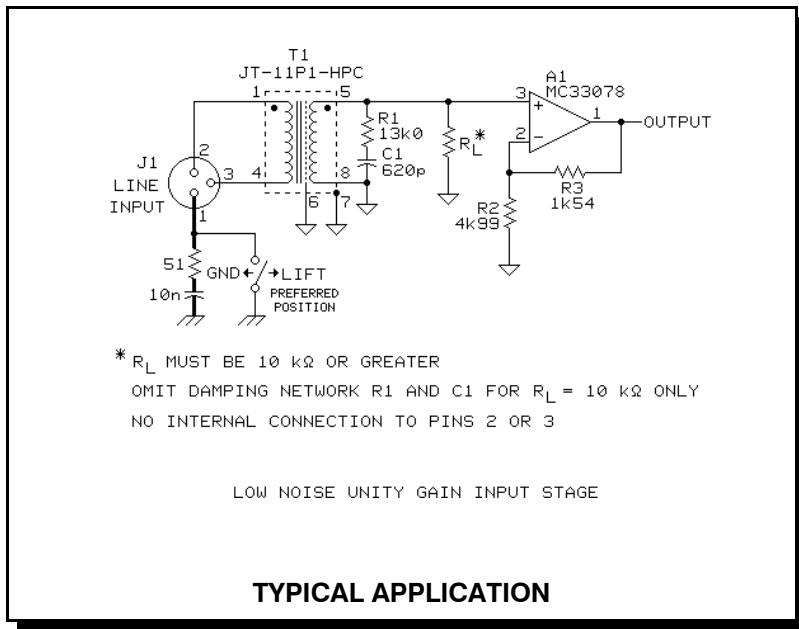 T1
JT-11P1-HPC
1
5
4
8
6
7
R1
13k0
C1
620p
RL*
A1
MC33078
3
+
2
−
1
OUTPUT
R3
1k54
R2
4k99
J1
LINE
INPUT
2
3
1
51
10n
GND
LIFT
PREFERRED
POSITION
* RL MUST BE 10 kΩ OR GREATER
OMIT DAMPING NETWORK R1 AND C1 FOR RL = 10 kΩ ONLY
NO INTERNAL CONNECTION TO PINS 2 OR 3
LOW NOISE UNITY GAIN INPUT STAGE
TYPICAL APPLICATION